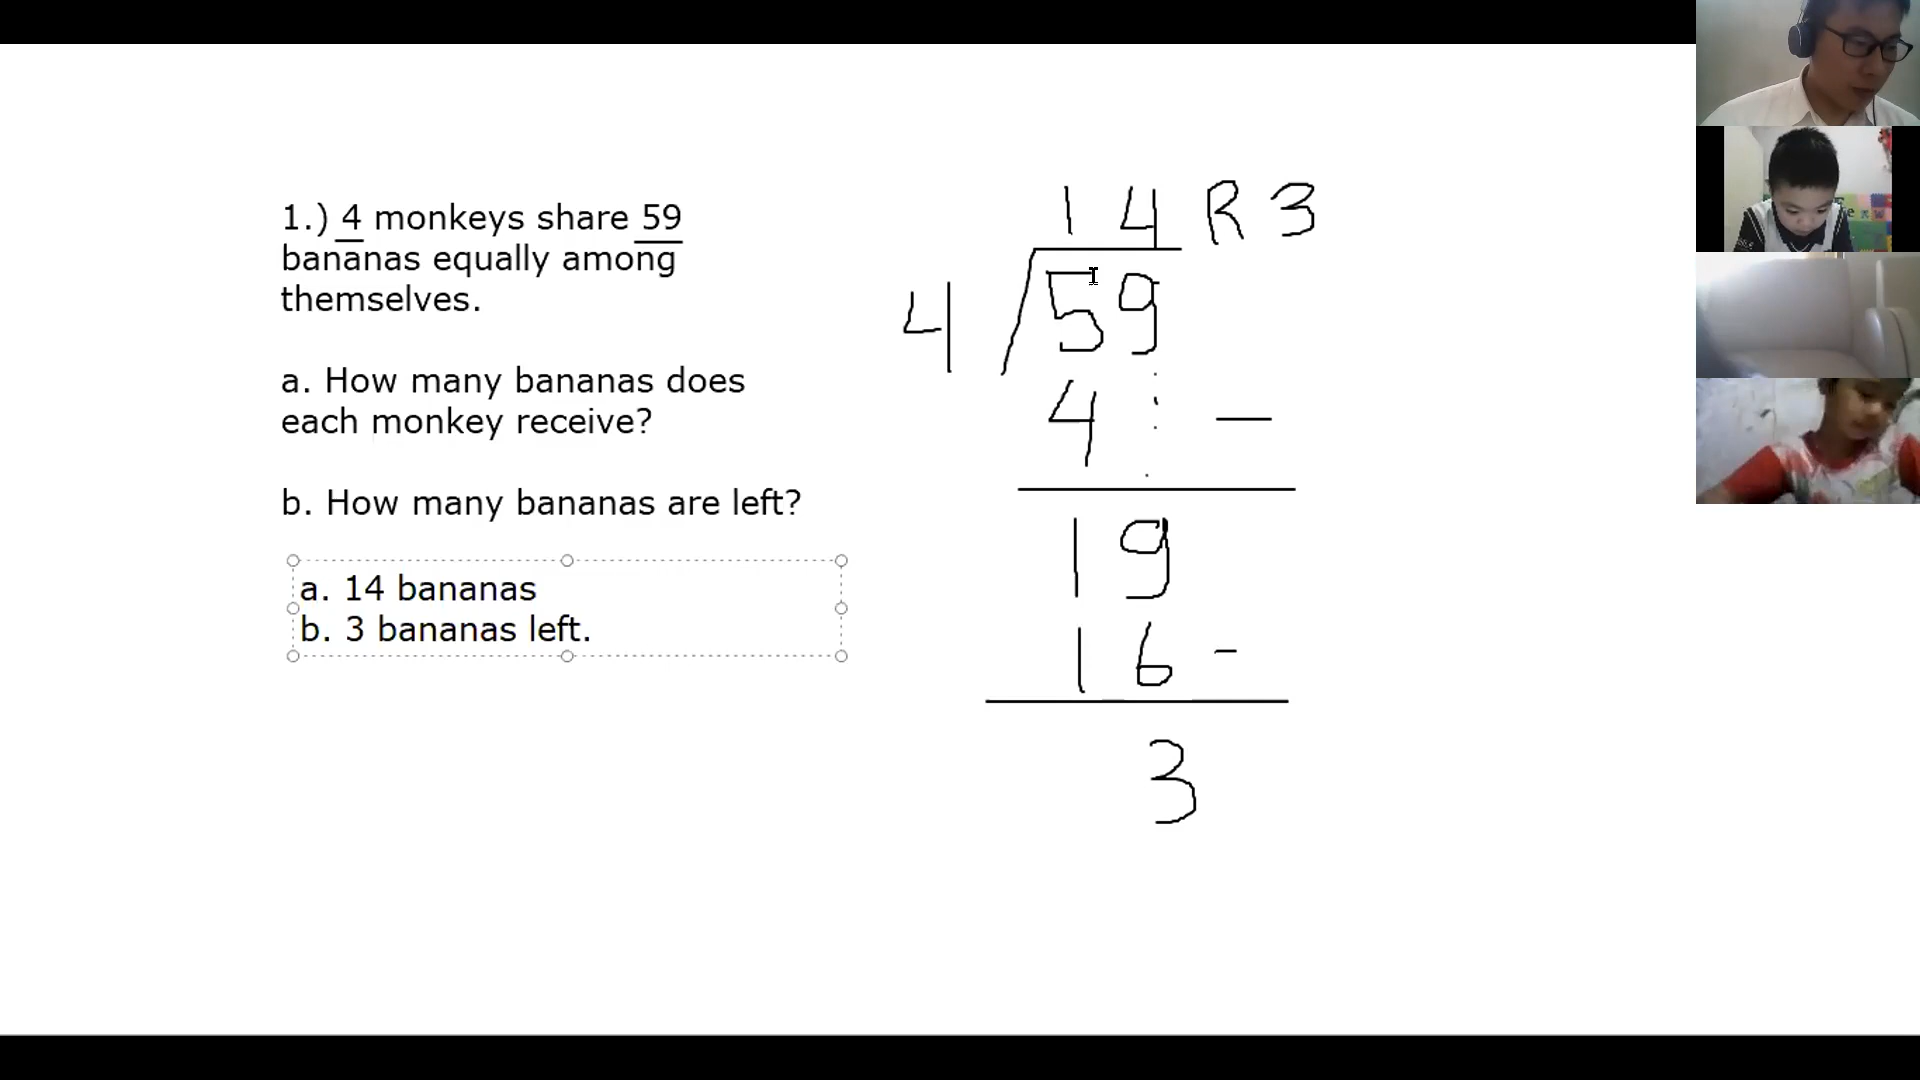 1.) 4 monkeys share 59
bananas equally among
themselves.
a. How many bananas does
each monkey receive?
b. How many bananas are left?
a. 14 bananas
b. 3 bananas left.
14 R 3
4 59
4 —
19
16 -
3